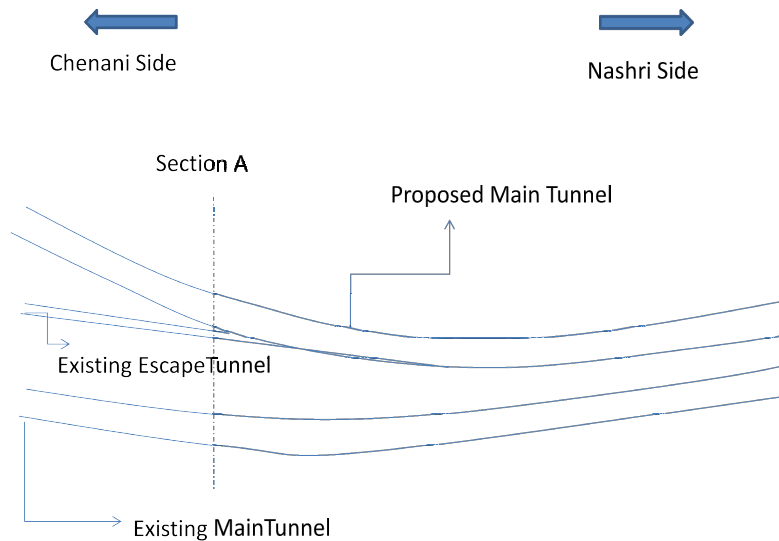 Chenani Side
Nashri Side
Section A
Proposed Main Tunnel
Existing EscapeTunnel
Existing MainTunnel